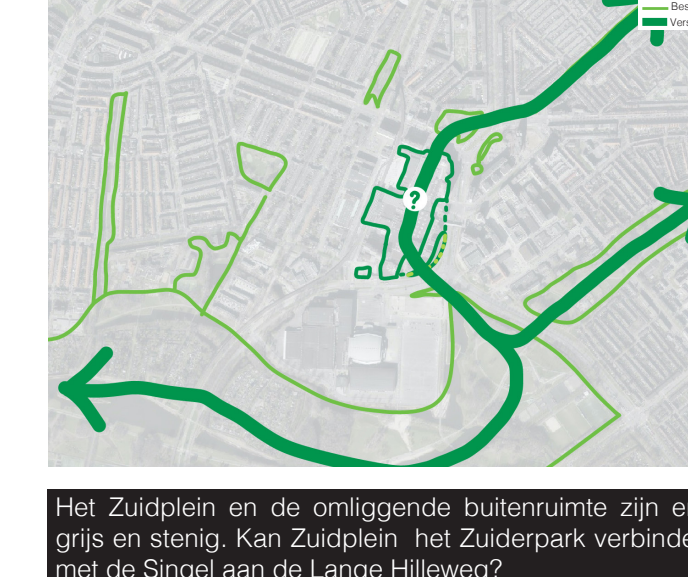 Bes
Vers
?
Het Zuidplein en de omliggende buitenruimte zijn er
grijs en stenig. Kan Zuidplein het Zuiderpark verbinde
met de Singel aan de Lange Hilleweg?